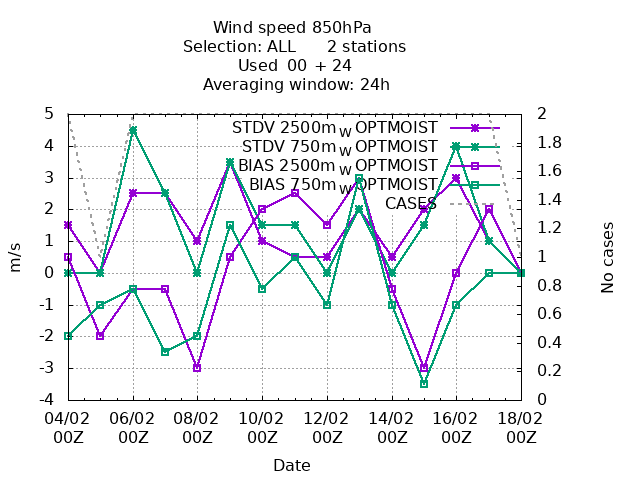 Wind speed 850hPa
Selection: ALL 2 stations
Used 00 + 24
Averaging window: 24h
STDV 2500m_W OPTMOIST
STDV 750m_W OPTMOIST
BIAS 2500m_W OPTMOIST
BIAS 750m_W OPTMOIST
CASES
m/s
5
4
3
2
1
0
-1
-2
-3
-4
2
1.8
1.6
1.4
1.2
1
0.8
0.6
0.4
0.2
0
No cases
04/02 06/02 08/02 10/02 12/02 14/02 16/02 18/02
00Z 00Z 00Z 00Z 00Z 00Z 00Z 00Z
Date